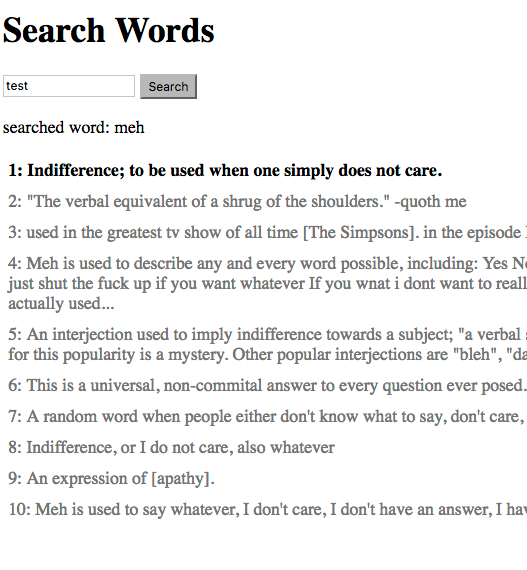 Search Words
test
Search
searched word: meh
1: Indifference; to be used when one simply does not care.
2: "The verbal equivalent of a shrug of the shoulders." -quoth me
3: used in the greatest tv show of all time [The Simpsons]. in the episode
4: Meh is used to describe any and every word possible, including: Yes No
just shut the fuck up if you want whatever If you wnat i dont want to reall
actually used...
5: An interjection used to imply indifference towards a subject; "a verbal
for this popularity is a mystery. Other popular interjections are "bleh", "da
6: This is a universal, non-commital answer to every question ever posed.
7: A random word when people either don't know what to say, don't care,
8: Indifference, or I do not care, also whatever
9: An expression of [apathy].
10: Meh is used to say whatever, I don't care, I don't have an answer, I hav